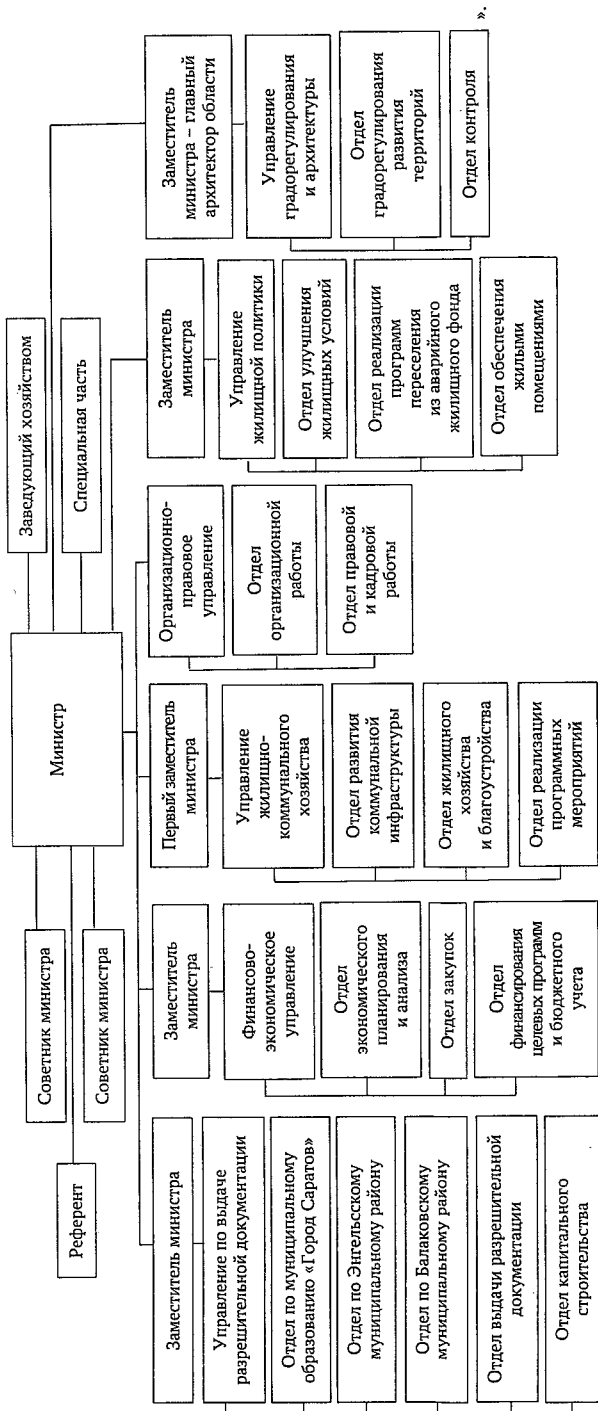 Референт
Советник министра
Советник министра
Министр
Заведующий хозяйством
Специальная часть
Заместитель министра
Управление по выдаче
разрешительной документации
Отдел по муниципальному
образованию «Город Саратов»
Отдел по Энгельсскому
муниципальному району
Отдел по Балаковскому
муниципальному району
Отдел выдачи разрешительной
документации
Отдел капитального
строительства
Заместитель
министра
Финансово-
экономическое
управление
Отдел
экономического
планирования
и анализа
Отдел закупок
Отдел
финансирования
целевых программ
и бюджетного
учета
Первый заместитель
министра
Управление
жилищно-
коммунального
хозяйства
Отдел развития
коммунальной
инфраструктуры
Отдел жилищного
хозяйства
и благоустройства
Отдел реализации
программных
мероприятий
Организационно-
правовое
управление
Отдел
организационной
работы
Отдел правовой
и кадровой
работы
Заместитель
министра
Управление
жилищной политики
Отдел улучшения
жилищных условий
Отдел реализации
программ
переселения
из аварийного
жилищного фонда
Отдел обеспечения
жилыми
помещениями
Заместитель
министра – главный
архитектор области
Управление
градорегулирования
и архитектуры
Отдел
градорегулирования
развития
территорий
Отдел контроля
».